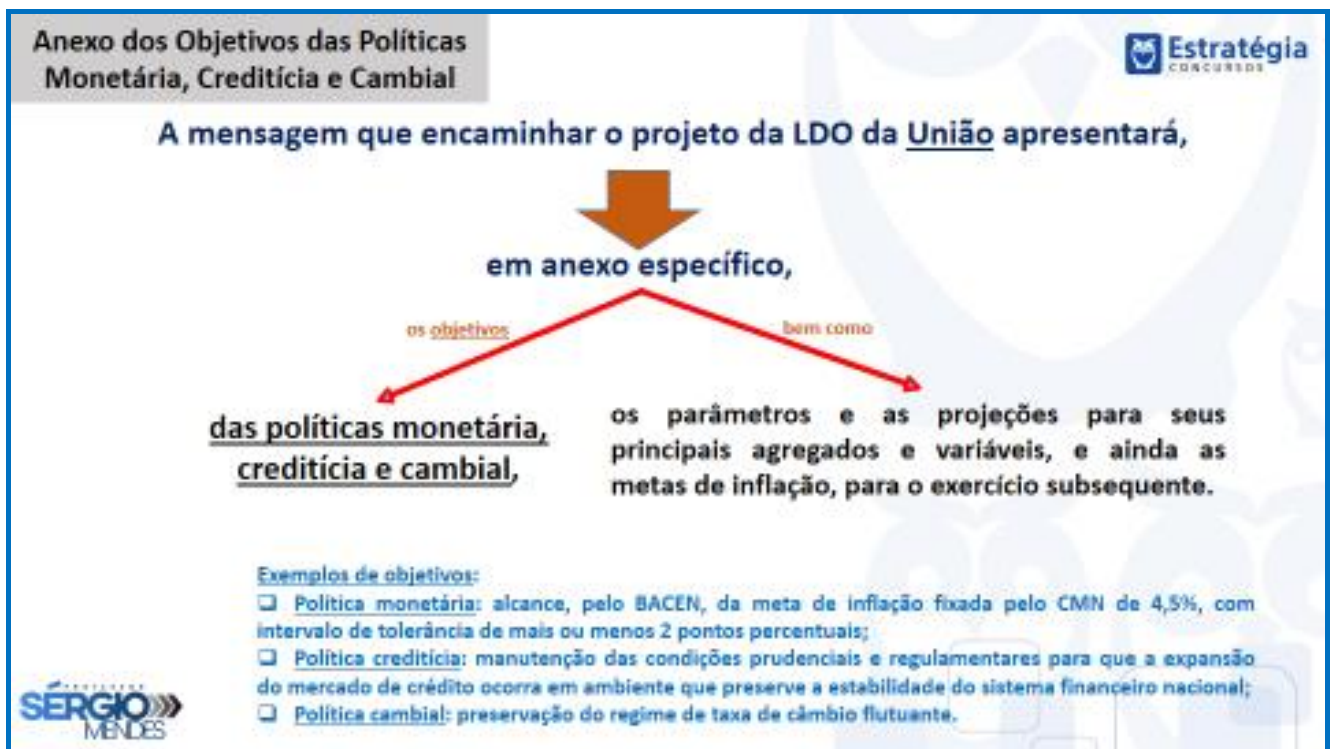 Anexo dos Objetivos das Políticas
Monetária, Creditícia e Cambial
Estratégia
CONCURSOS
A mensagem que encaminhar o projeto da LDO da União apresentará,
em anexo específico,
os objetivos
bem como
das políticas monetária,
creditícia e cambial,
os parâmetros e as projeções para seus
principais agregados e variáveis, e ainda as
metas de inflação, para o exercício subsequente.
Exemplos de objetivos:
❑ Política monetária: alcance, pelo BACEN, da meta de inflação fixada pelo CMN de 4,5%, com
intervalo de tolerância de mais ou menos 2 pontos percentuais;
❑ Política creditícia: manutenção das condições prudenciais e regulamentares para que a expansão
do mercado de crédito ocorra em ambiente que preserve a estabilidade do sistema financeiro nacional;
❑ Política cambial: preservação do regime de taxa de câmbio flutuante.
PROFESSOR
SÉRGIO
MENDES